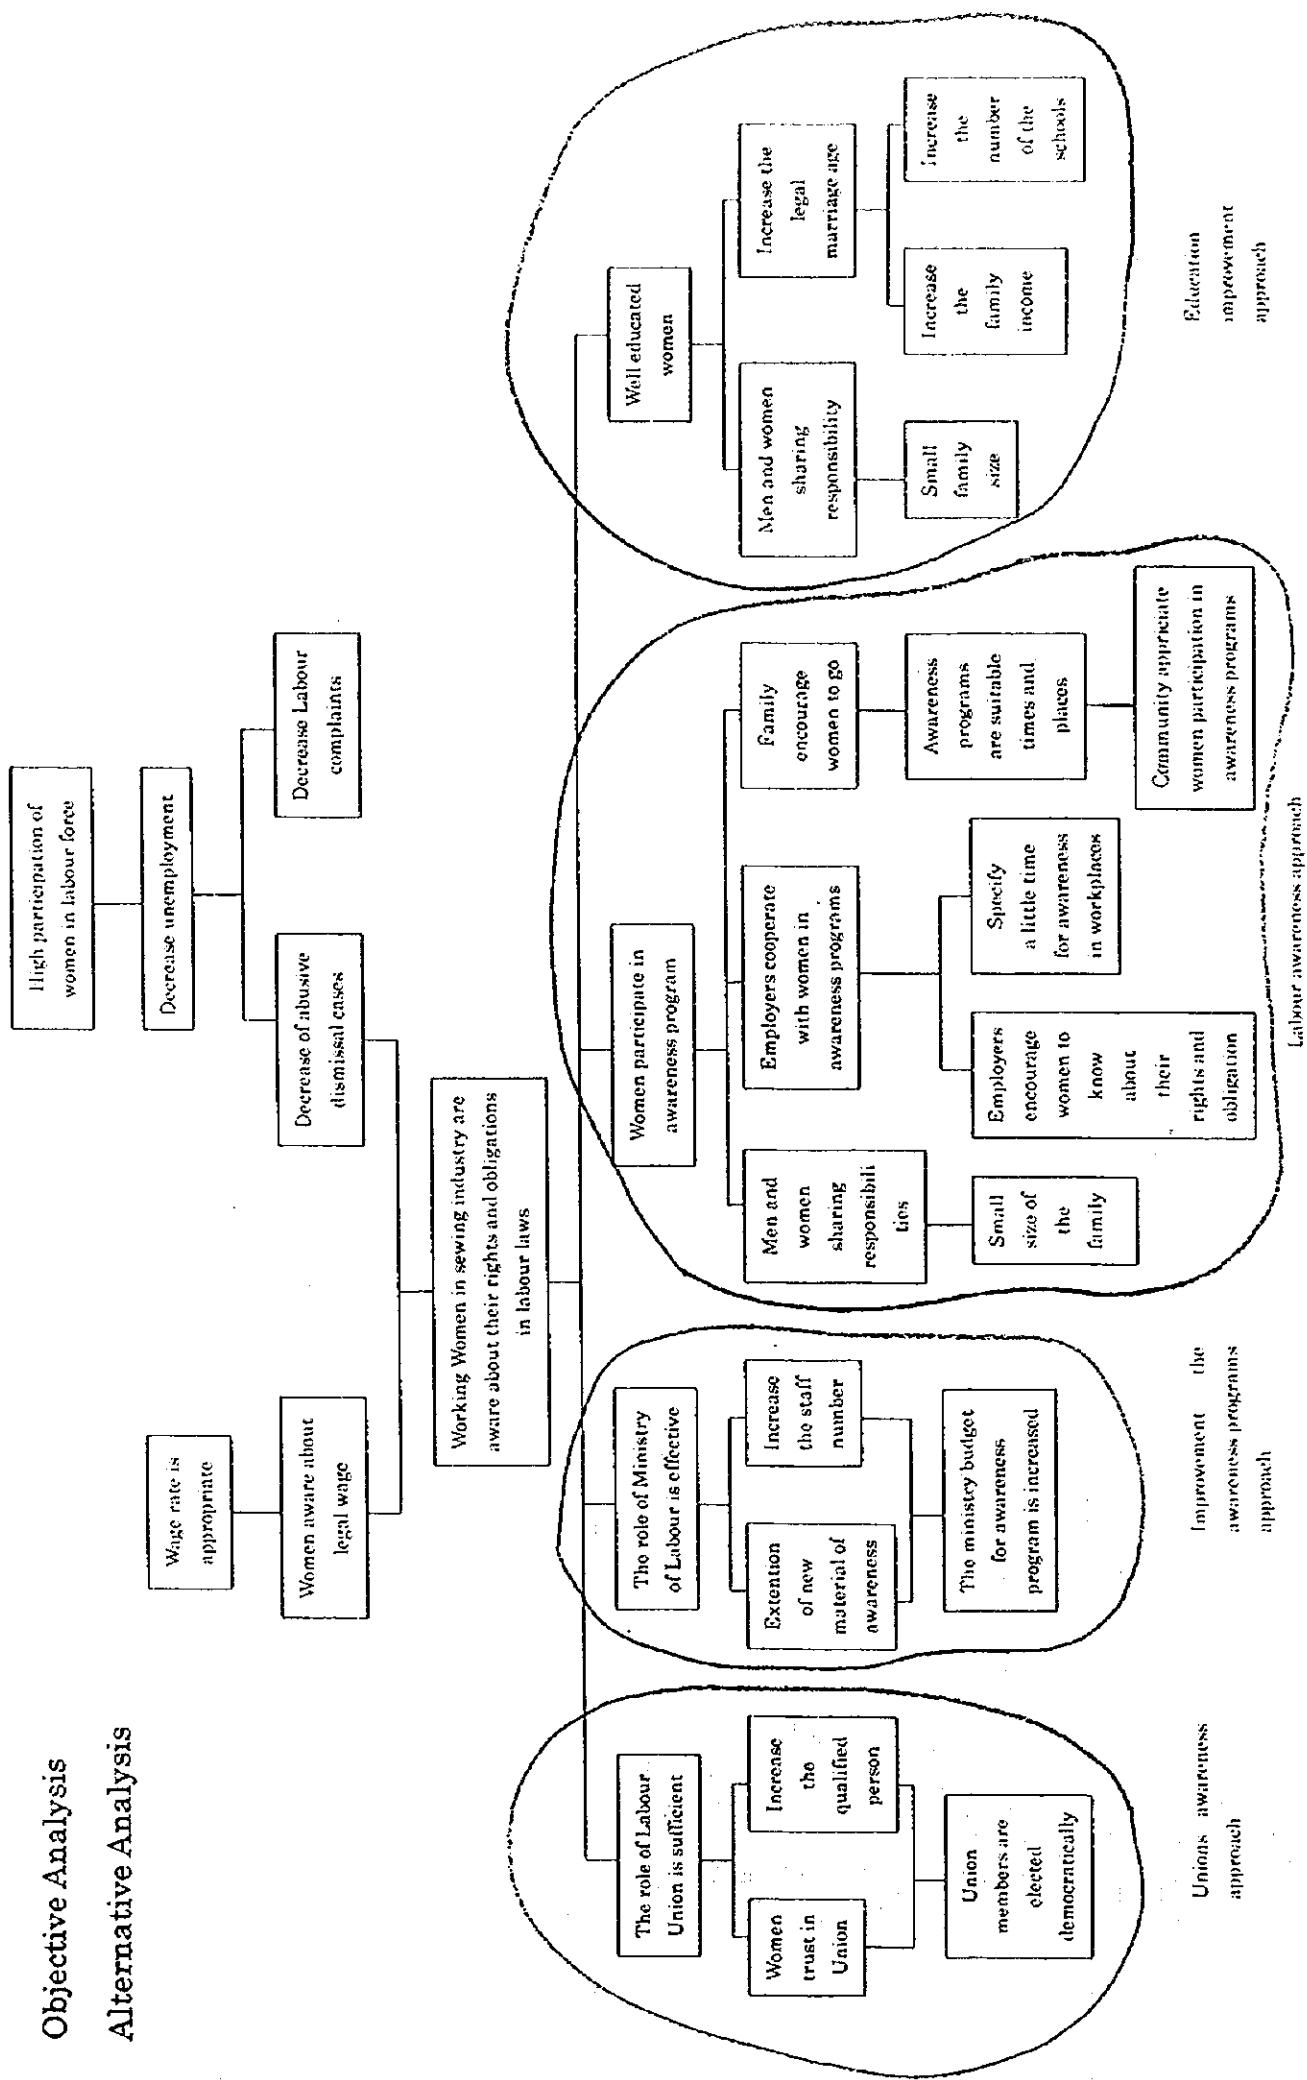 Objective Analysis
Alternative Analysis
High participation of
women in labour force
Decrease unemployment
Wage rate is
appropriate
Women aware about
legal wage
Decrease of abusive
dismissal cases
Decrease Labour
complaints
Working Women in sewing industry are
aware about their rights and obligations
in labour laws
The role of Labour
Union is sufficient
Women
trust in
Union
Increase
the
qualified
person
Union
members are
elected
democratically
Unions awareness
approach
The role of Ministry
of Labour is effective
Extention
of new
material of
awareness
Increase
the staff
number
The ministry budget
for awareness
program is increased
Improvement the
awareness programs
approach
Women participate in
awareness program
Men and
women
sharing
responsibili
ties
Small
size of
the
family
Employers cooperate
with women in
awareness programs
Employers
encourage
women to
know
about
their
rights and
obligation
Specify
a little time
for awareness
in workplaces
Family
encourage
women to go
Awareness
programs
are suitable
times and
places
Community appriciate
women participation in
awareness programs
Labour awareness approach
Well educated
women
Men and women
sharing
responsibility
Small
family
size
Increase the
legal
marriage age
Increase
the
family
income
Increase
the
number
of the
schools
Education
improvement
approach